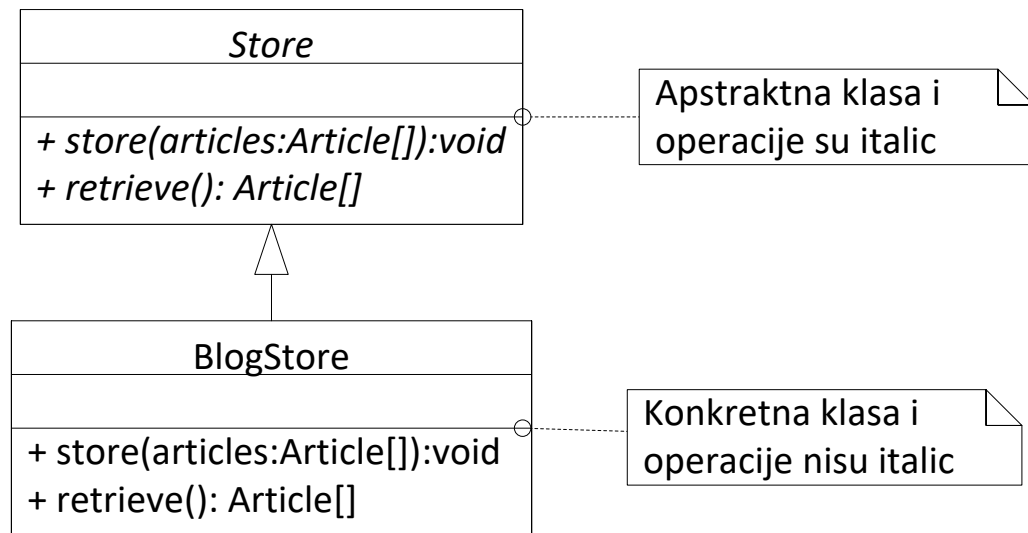 Store
+ store(articles:Article[]):void
+ retrieve(): Article[]
Apstraktna klasa i
operacije su italic
BlogStore
+ store(articles:Article[]):void
+ retrieve(): Article[]
Konkretna klasa i
operacije nisu italic